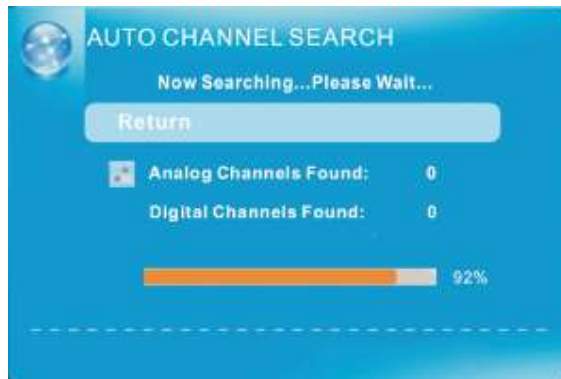 AUTO CHANNEL SEARCH
Now Searching...Please Wait...
Return
Analog Channels Found: 0
Digital Channels Found: 0
92%